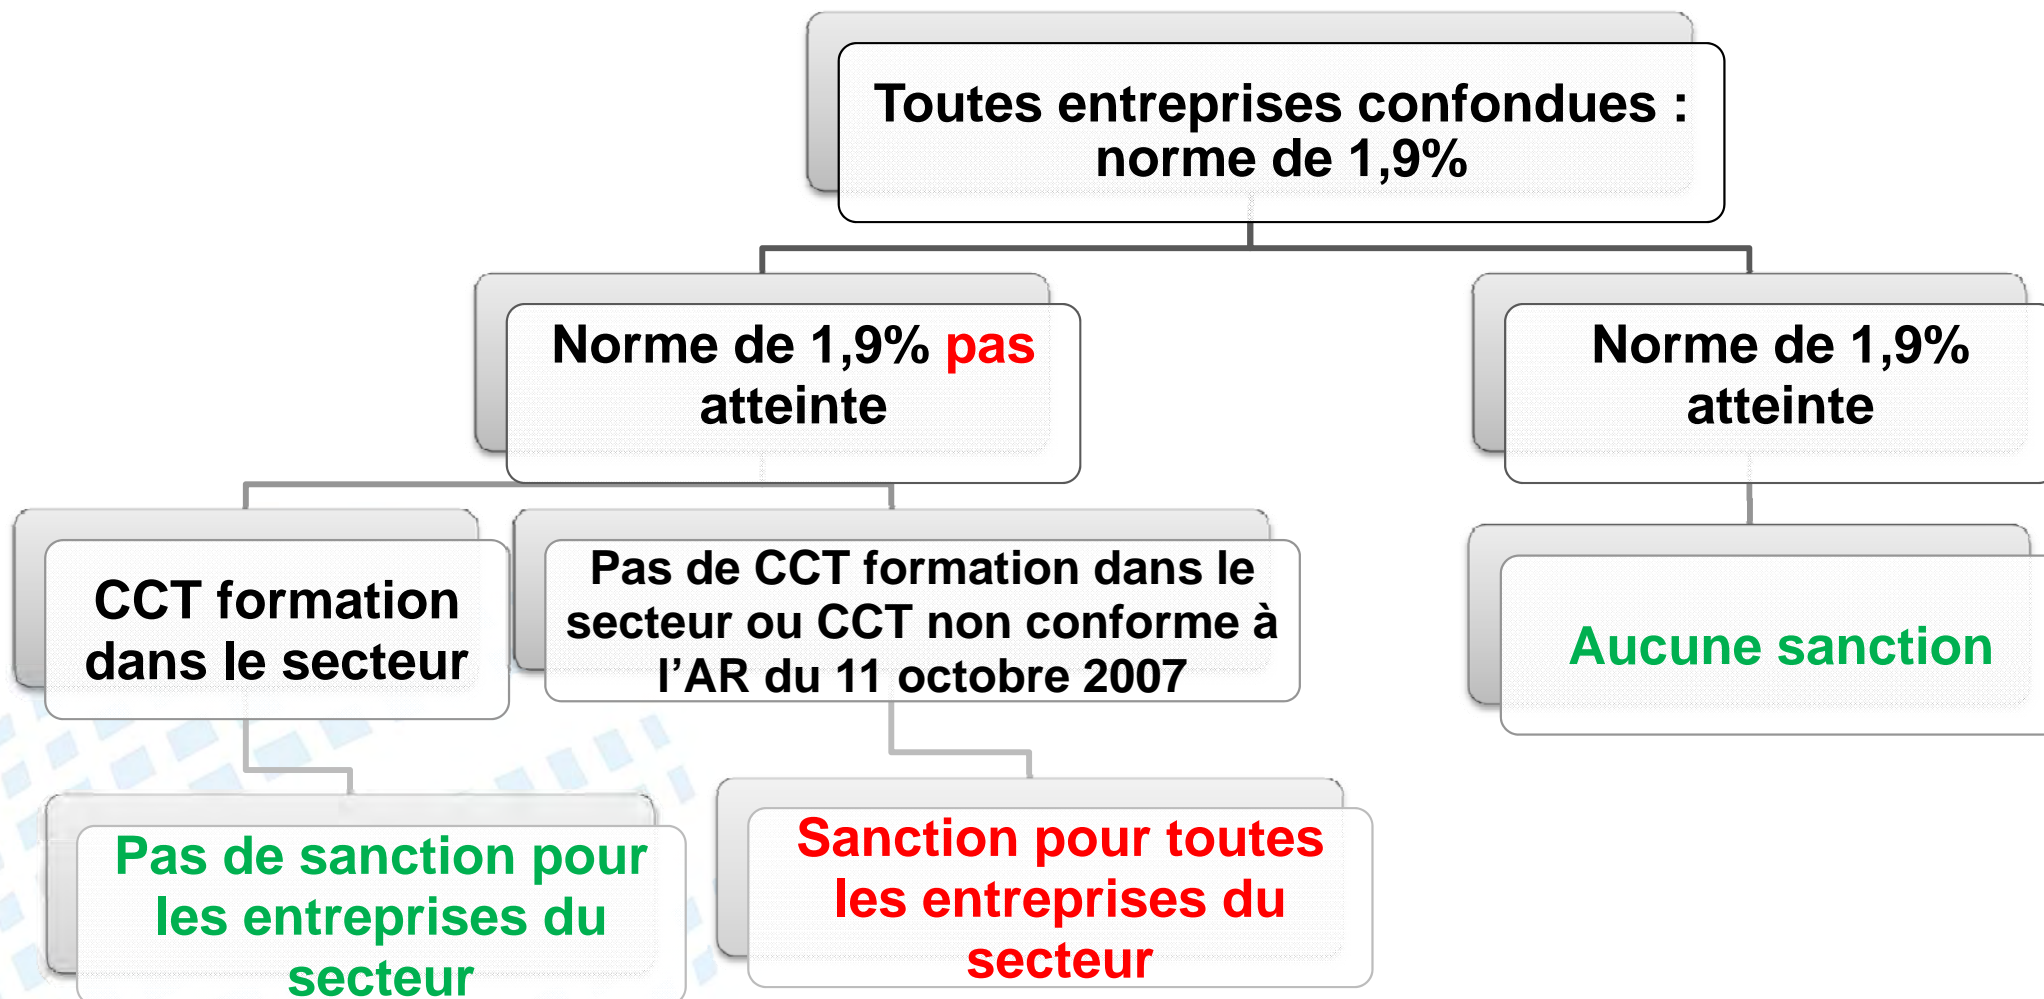 Toutes entreprises confondues :
norme de 1,9%
Norme de 1,9% pas
atteinte
Norme de 1,9%
atteinte
CCT formation
dans le secteur
Pas de CCT formation dans le
secteur ou CCT non conforme à
l’AR du 11 octobre 2007
Aucune sanction
Pas de sanction pour
les entreprises du
secteur
Sanction pour toutes
les entreprises du
secteur